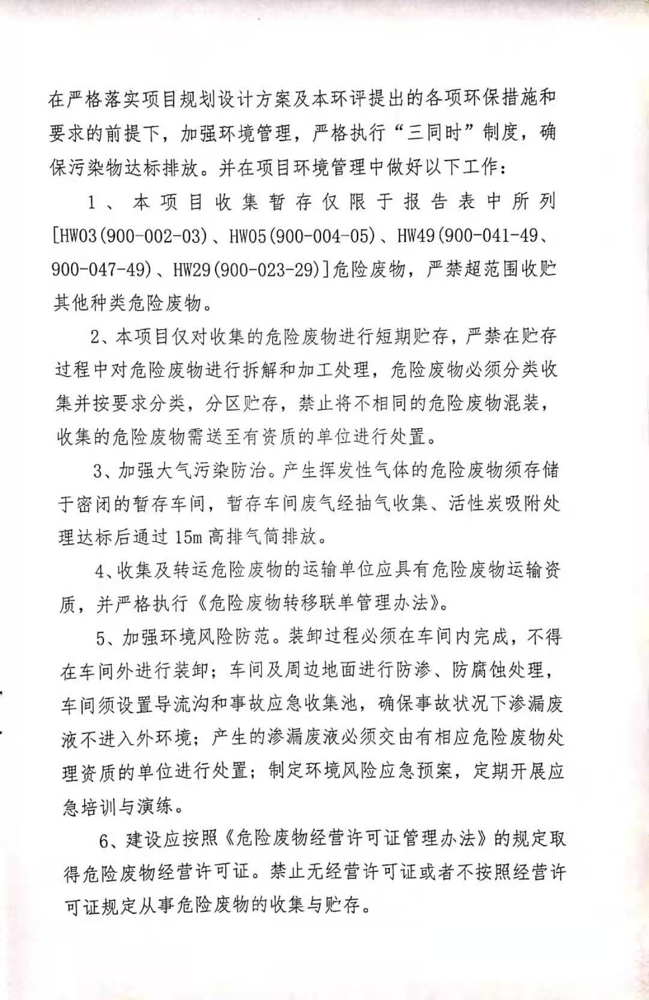 在严格落实项目规划设计方案及本环评提出的各项环保措施和
要求的前提下，加强环境管理，严格执行“三同时”制度，确
保污染物达标排放。并在项目环境管理中做好以下工作：
1、本项目收集暂存仅限于报告表中所列
[HW03(900-002-03)、HW05(900-004-05)、HW49(900-041-49、
900-047-49)、HW29(900-023-29)]危险废物，严禁超范围收贮
其他种类危险废物。
2、本项目仅对收集的危险废物进行短期贮存，严禁在贮存
过程中对危险废物进行拆解和加工处理，危险废物必须分类收
集并按要求分类，分区贮存，禁止将不相同的危险废物混装，
收集的危险废物需送至有资质的单位进行处置。
3、加强大气污染防治。产生挥发性气体的危险废物须存储
于密闭的暂存车间，暂存车间废气经抽气收集、活性炭吸附处
理达标后通过 15m 高排气筒排放。
4、收集及转运危险废物的运输单位应具有危险废物运输资
质，并严格执行《危险废物转移联单管理办法》。
5、加强环境风险防范。装卸过程必须在车间内完成，不得
在车间外进行装卸；车间及周边地面进行防渗、防腐蚀处理，
车间须设置导流沟和事故应急收集池，确保事故状况下渗漏废
液不进入外环境；产生的渗漏废液必须交由有相应危险废物处
理资质的单位进行处置；制定环境风险应急预案，定期开展应
急培训与演练。
6、建设应按照《危险废物经营许可证管理办法》的规定取
得危险废物经营许可证。禁止无经营许可证或者不按照经营许
可证规定从事危险废物的收集与贮存。